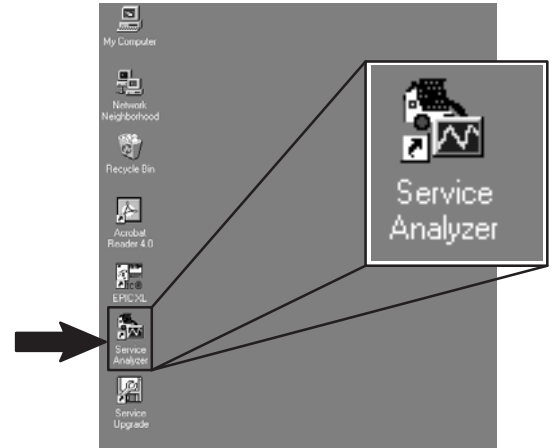 My Computer
Network
Neighborhood
Recycle Bin
Acrobat
Reader 4.0
EPIC XL
Service
Analyzer
Service
Upgrade
Service
Analyzer